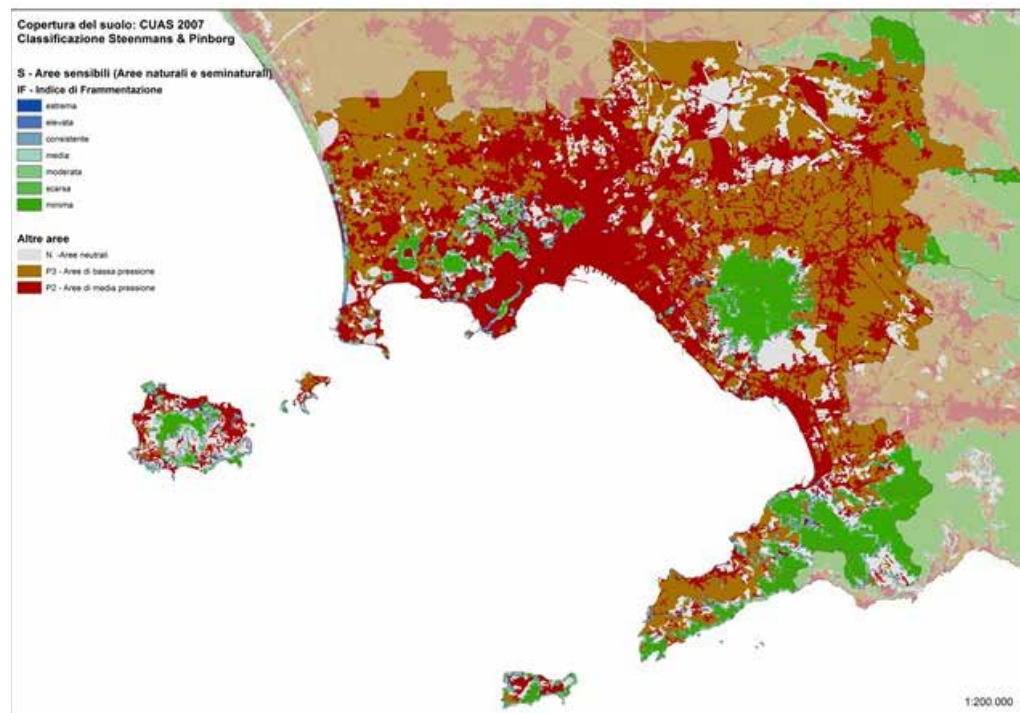 Copertura del suolo: CUAS 2007
Classificazione Steenmans & Pinborg
S - Aree sensibili (Aree naturali e seminaturali)
IF - Indice di Frammentazione
estrema
elevata
consistente
media
moderata
scarsa
minima
Altre aree
N -Aree neutrali
P3 - Aree di bassa pressione
P2 - Aree di media pressione
1:200.000